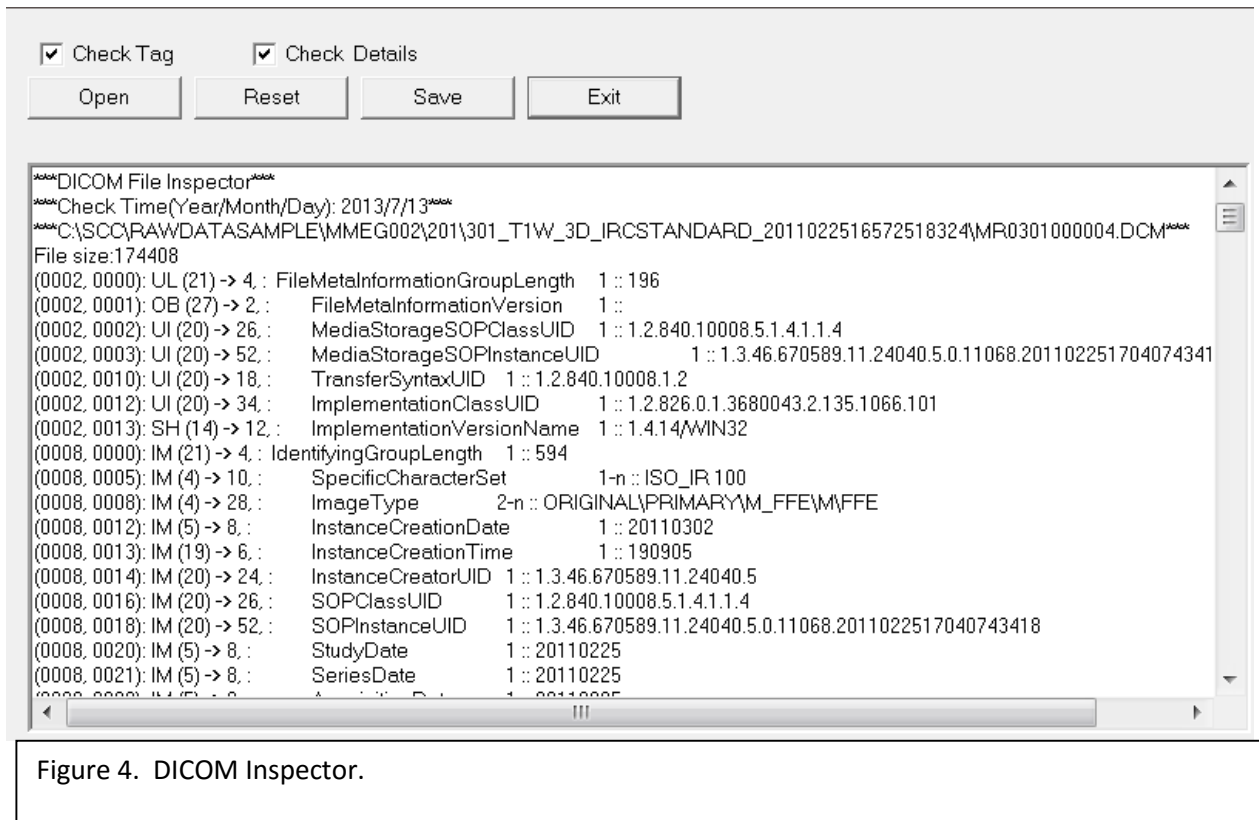 Check Tag Check Details
Open Reset Save Exit
****DICOM File Inspector****
****Check Time(Year/Month/Day): 2013/7/13****
****C:\SCC\RAWDATASAMPLE\MMEG002\201\301_T1W_3D_IRCSTANDARD_2011022516572518324\MR0301000004.DCM****
File size:174408
(0002, 0000): UL (21) -> 4, : FileMetaInformationGroupLength 1 :: 196
(0002, 0001): OB (27) -> 2, : FileMetaInformationVersion 1 ::
(0002, 0002): UI (20) -> 26, : MediaStorageSOPClassUID 1 :: 1.2.840.10008.5.1.4.1.1.4
(0002, 0003): UI (20) -> 52, : MediaStorageSOPInstanceUID 1 :: 1.3.46.670589.11.24040.5.0.11068.201102251704074341
(0002, 0010): UI (20) -> 18, : TransferSyntaxUID 1 :: 1.2.840.10008.1.2
(0002, 0012): UI (20) -> 34, : ImplementationClassUID 1 :: 1.2.826.0.1.3680043.2.135.1066.101
(0002, 0013): SH (14) -> 12, : ImplementationVersionName 1 :: 1.4.14/WIN32
(0008, 0000): IM (21) -> 4, : IdentifyingGroupLength 1 :: 594
(0008, 0005): IM (4) -> 10, : SpecificCharacterSet 1-n :: ISO_IR 100
(0008, 0008): IM (4) -> 28, : ImageType 2-n :: ORIGINAL\PRIMARY\M_FFE\M\FFE
(0008, 0012): IM (5) -> 8, : InstanceCreationDate 1 :: 20110302
(0008, 0013): IM (19) -> 6, : InstanceCreationTime 1 :: 190905
(0008, 0014): IM (20) -> 24, : InstanceCreatorUID 1 :: 1.3.46.670589.11.24040.5
(0008, 0016): IM (20) -> 26, : SOPClassUID 1 :: 1.2.840.10008.5.1.4.1.1.4
(0008, 0018): IM (20) -> 52, : SOPInstanceUID 1 :: 1.3.46.670589.11.24040.5.0.11068.2011022517040743418
(0008, 0020): IM (5) -> 8, : StudyDate 1 :: 20110225
(0008, 0021): IM (5) -> 8, : SeriesDate 1 :: 20110225
Figure 4. DICOM Inspector.